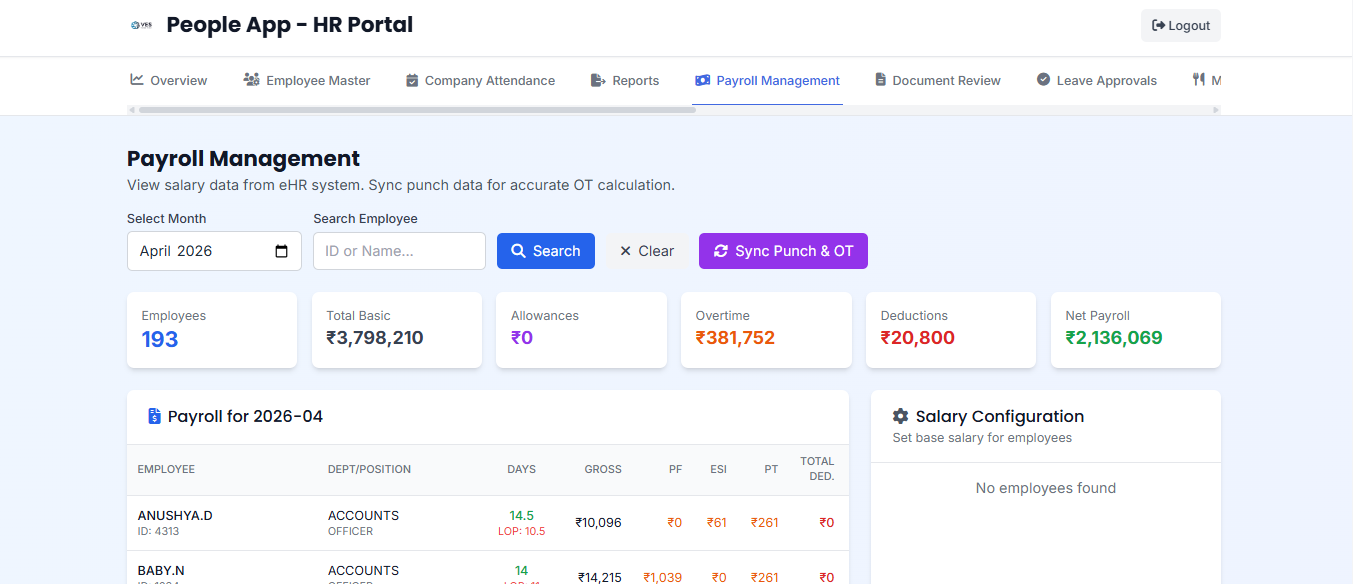 VES
People App - HR Portal
Logout
Overview
Employee Master
Company Attendance
Reports
Payroll Management
Document Review
Leave Approvals
M
Payroll Management
View salary data from eHR system. Sync punch data for accurate OT calculation.
Select Month
Search Employee
April 2026
ID or Name...
Search
Clear
Sync Punch & OT
Employees
193
Total Basic
₹3,798,210
Allowances
₹0
Overtime
₹381,752
Deductions
₹20,800
Net Payroll
₹2,136,069
Payroll for 2026-04
EMPLOYEE DEPT/POSITION DAYS GROSS PF ESI PT TOTAL DED.
ANUSHYA.D ACCOUNTS 14.5 ₹10,096 ₹0 ₹61 ₹261 ₹0
ID: 4313 OFFICER LOP: 10.5
BABY.N ACCOUNTS 14 ₹14,215 ₹1,039 ₹0 ₹261 ₹0
Salary Configuration
Set base salary for employees
No employees found